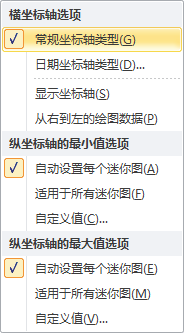 横坐标轴选项
常规坐标轴类型(G)
日期坐标轴类型(D)...
显示坐标轴(S)
从右到左的绘图数据(P)
纵坐标轴的最小值选项
自动设置每个迷你图(A)
适用于所有迷你图(F)
自定义值(C)...
纵坐标轴的最大值选项
自动设置每个迷你图(E)
适用于所有迷你图(M)
自定义值(V)...